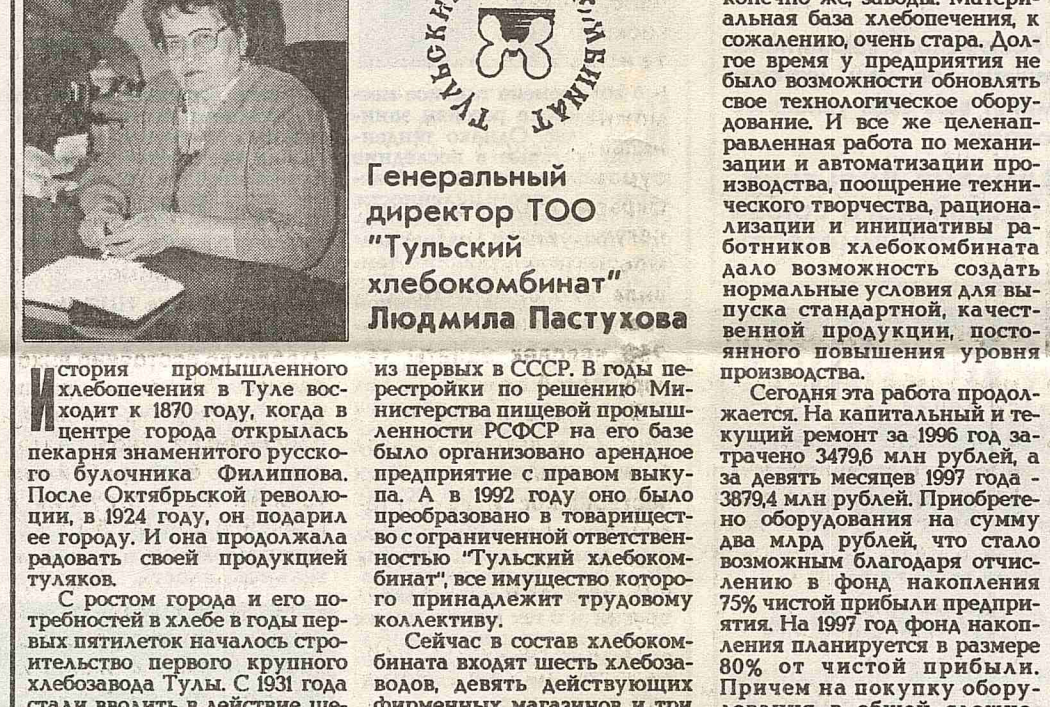 ТУЛЬСКИЙ
Генеральный
директор ТОО
"Тульский
хлебокомбинат"
Людмила Пастухова
История промышленного
хлебопечения в Туле вос-
ходит к 1870 году, когда в
центре города открылась
пекарня знаменитого русско-
го булочника Филиппова.
После Октябрьской револю-
ции, в 1924 году, он подарил
ее городу. И она продолжала
радовать своей продукцией
туляков.
С ростом города и его по-
требностей в хлебе в годы пер-
вых пятилеток началось стро-
ительство первого крупного
хлебозавода Тулы. С 1931 года
стали вводить в действие це-
из первых в СССР. В годы пе-
рестройки по решению Ми-
нистерства пищевой промыш-
ленности РСФСР на его базе
было организовано арендное
предприятие с правом выку-
па. А в 1992 году оно было
преобразовано в товарищест-
во с ограниченной ответствен-
ностью "Тульский хлебоком-
бинат", все имущество которо-
го принадлежит трудовому
коллективу.
Сейчас в состав хлебоком-
бината входят шесть хлебоза-
водов, девять действующих
фирменных магазинов и три
конечно же, заводы. Матери-
альная база хлебопечения, к
сожалению, очень стара. Дол-
гое время у предприятия не
было возможности обновлять
свое технологическое обору-
дование. И все же целенап-
равленная работа по механи-
зации и автоматизации про-
изводства, поощрение техни-
ческого творчества, рациона-
лизации и инициативы ра-
ботников хлебокомбината
дало возможность создать
нормальные условия для вы-
пуска стандартной, качест-
венной продукции, посто-
янного повышения уровня
производства.
Сегодня эта работа продол-
жается. На капитальный и те-
кущий ремонт за 1996 год за-
трачено 3479,6 млн рублей, а
за девять месяцев 1997 года -
3879,4 млн рублей. Приобрете-
но оборудования на сумму
два млрд рублей, что стало
возможным благодаря отчис-
лению в фонд накопления
75% чистой прибыли предпри-
ятия. На 1997 год фонд накоп-
ления планируется в размере
80% от чистой прибыли.
Причем на покупку обору-